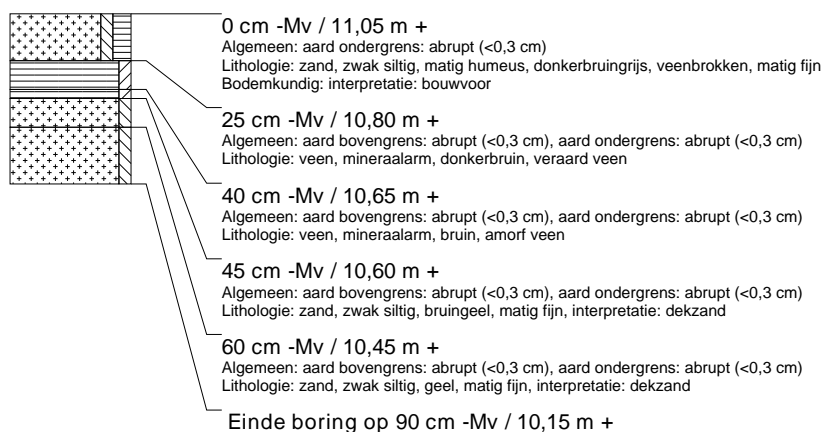 0 cm -Mv / 11,05 m +
Algemeen: aard ondergrens: abrupt (<0,3 cm)
Lithologie: zand, zwak siltig, matig humeus, donkerbruingrijs, veenbrokken, matig fijn
Bodemkundig: interpretatie: bouwvoor
25 cm -Mv / 10,80 m +
Algemeen: aard bovengrens: abrupt (<0,3 cm), aard ondergrens: abrupt (<0,3 cm)
Lithologie: veen, mineraalarm, donkerbruin, veraard veen
40 cm -Mv / 10,65 m +
Algemeen: aard bovengrens: abrupt (<0,3 cm), aard ondergrens: abrupt (<0,3 cm)
Lithologie: veen, mineraalarm, bruin, amorf veen
45 cm -Mv / 10,60 m +
Algemeen: aard bovengrens: abrupt (<0,3 cm), aard ondergrens: abrupt (<0,3 cm)
Lithologie: zand, zwak siltig, bruingeel, matig fijn, interpretatie: dekzand
60 cm -Mv / 10,45 m +
Algemeen: aard bovengrens: abrupt (<0,3 cm), aard ondergrens: abrupt (<0,3 cm)
Lithologie: zand, zwak siltig, geel, matig fijn, interpretatie: dekzand
Einde boring op 90 cm -Mv / 10,15 m +